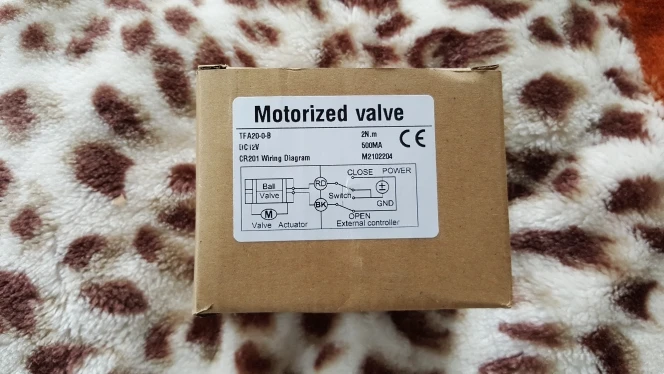 Motorized valve
TFA20-0-B 2N.m
DC12V 500MA
CR201 Wiring Diagram M2102204
CE
CLOSE POWER
Ball RD
Valve Switch ±
GND
M BK
OPEN
Valve Actuator External controller